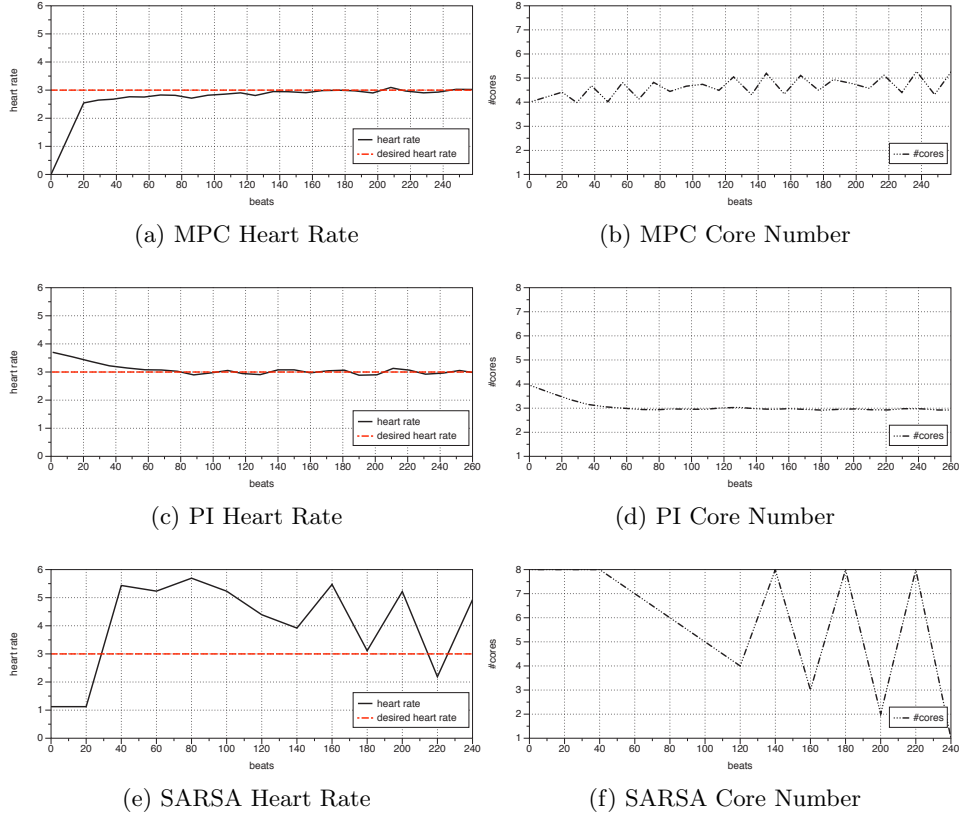 6
5
4
3
2
1
0
heart rate
heart rate
desired heart rate
0 20 40 60 80 100 120 140 160 180 200 220 240
beats
(a) MPC Heart Rate
8
7
6
5
4
3
2
1
#cores
#cores
0 20 40 60 80 100 120 140 160 180 200 220 240
beats
(b) MPC Core Number
6
5
4
3
2
1
0
heart rate
heart rate
desired heart rate
0 20 40 60 80 100 120 140 160 180 200 220 240 260
beats
(c) PI Heart Rate
8
7
6
5
4
3
2
1
#cores
#cores
0 20 40 60 80 100 120 140 160 180 200 220 240 260
beats
(d) PI Core Number
6
5
4
3
2
1
0
heart rate
heart rate
desired heart rate
0 20 40 60 80 100 120 140 160 180 200 220 240
beats
(e) SARSA Heart Rate
8
7
6
5
4
3
2
1
#cores
#cores
0 20 40 60 80 100 120 140 160 180 200 220 240
beats
(f) SARSA Core Number